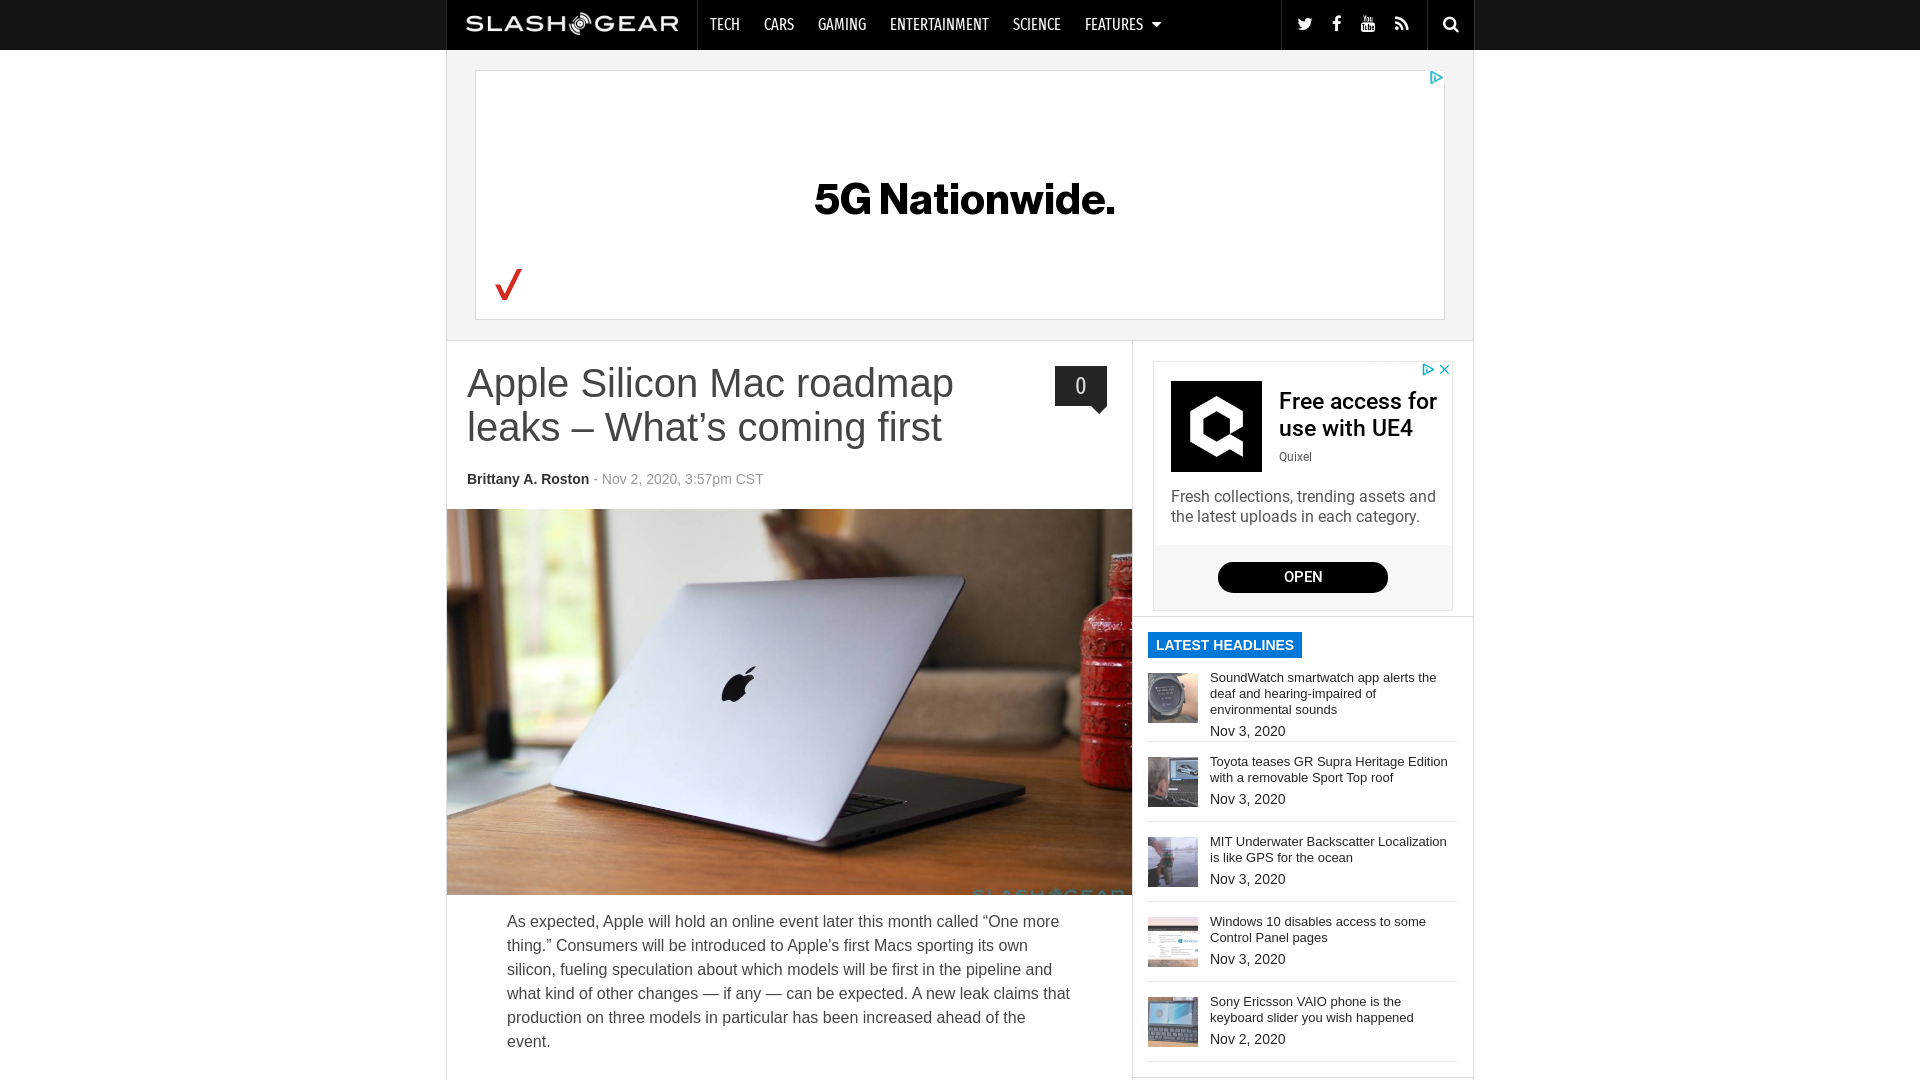 SLASHGEAR
TECH
CARS
GAMING
ENTERTAINMENT
SCIENCE
FEATURES
5G Nationwide.
Apple Silicon Mac roadmap
leaks – What’s coming first
0
Brittany A. Roston - Nov 2, 2020, 3:57pm CST
SLASHGEAR
As expected, Apple will hold an online event later this month called “One more
thing.” Consumers will be introduced to Apple’s first Macs sporting its own
silicon, fueling speculation about which models will be first in the pipeline and
what kind of other changes — if any — can be expected. A new leak claims that
production on three models in particular has been increased ahead of the
event.
Free access for
use with UE4
Quixel
Fresh collections, trending assets and
the latest uploads in each category.
OPEN
LATEST HEADLINES
SoundWatch smartwatch app alerts the
deaf and hearing-impaired of
environmental sounds
Nov 3, 2020
Toyota teases GR Supra Heritage Edition
with a removable Sport Top roof
Nov 3, 2020
MIT Underwater Backscatter Localization
is like GPS for the ocean
Nov 3, 2020
Windows 10 disables access to some
Control Panel pages
Nov 3, 2020
Sony Ericsson VAIO phone is the
keyboard slider you wish happened
Nov 2, 2020